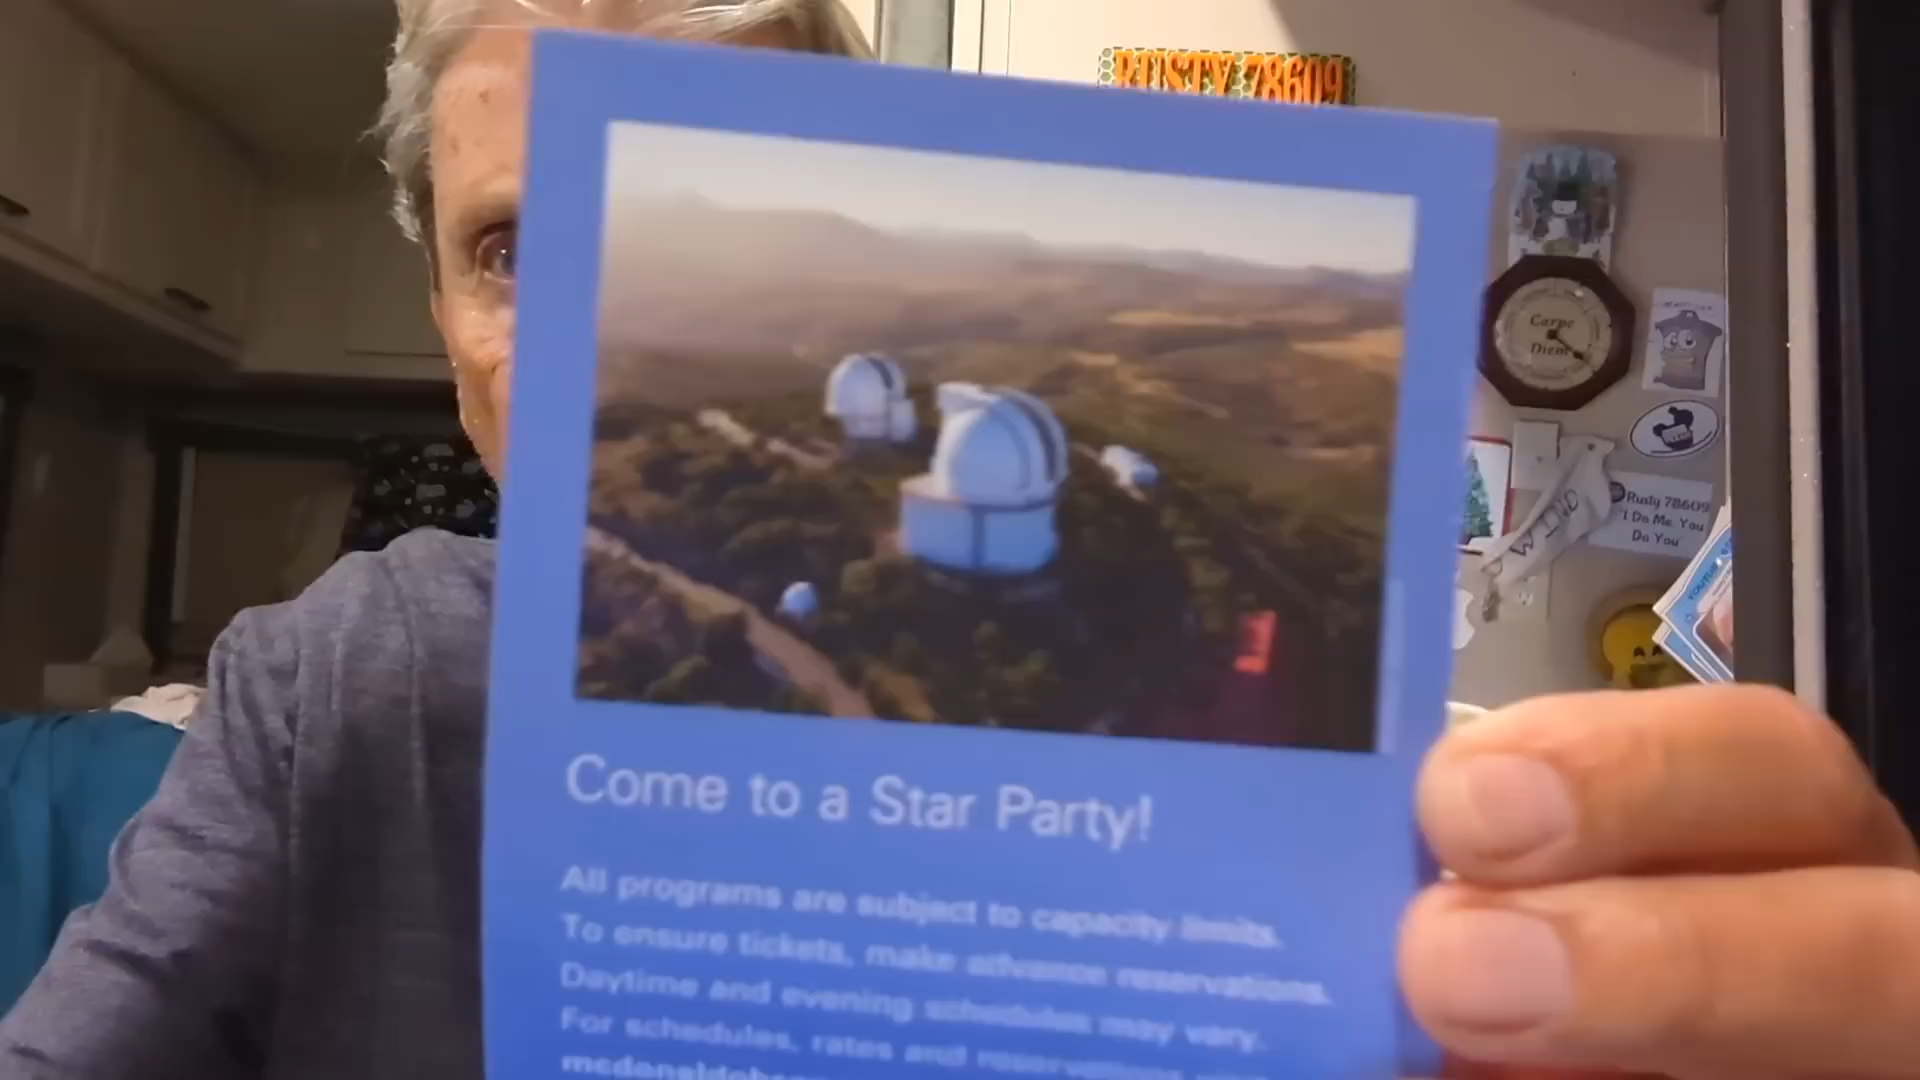 RUSTY 78609
Carpe
Diem
WIND
Rusty 78609
"I Do Me. You
Do You"
Come to a Star Party!
All programs are subject to capacity limits.
To ensure tickets, make advance reservations.
Daytime and evening schedules may vary.
For schedules, rates and reservations visit